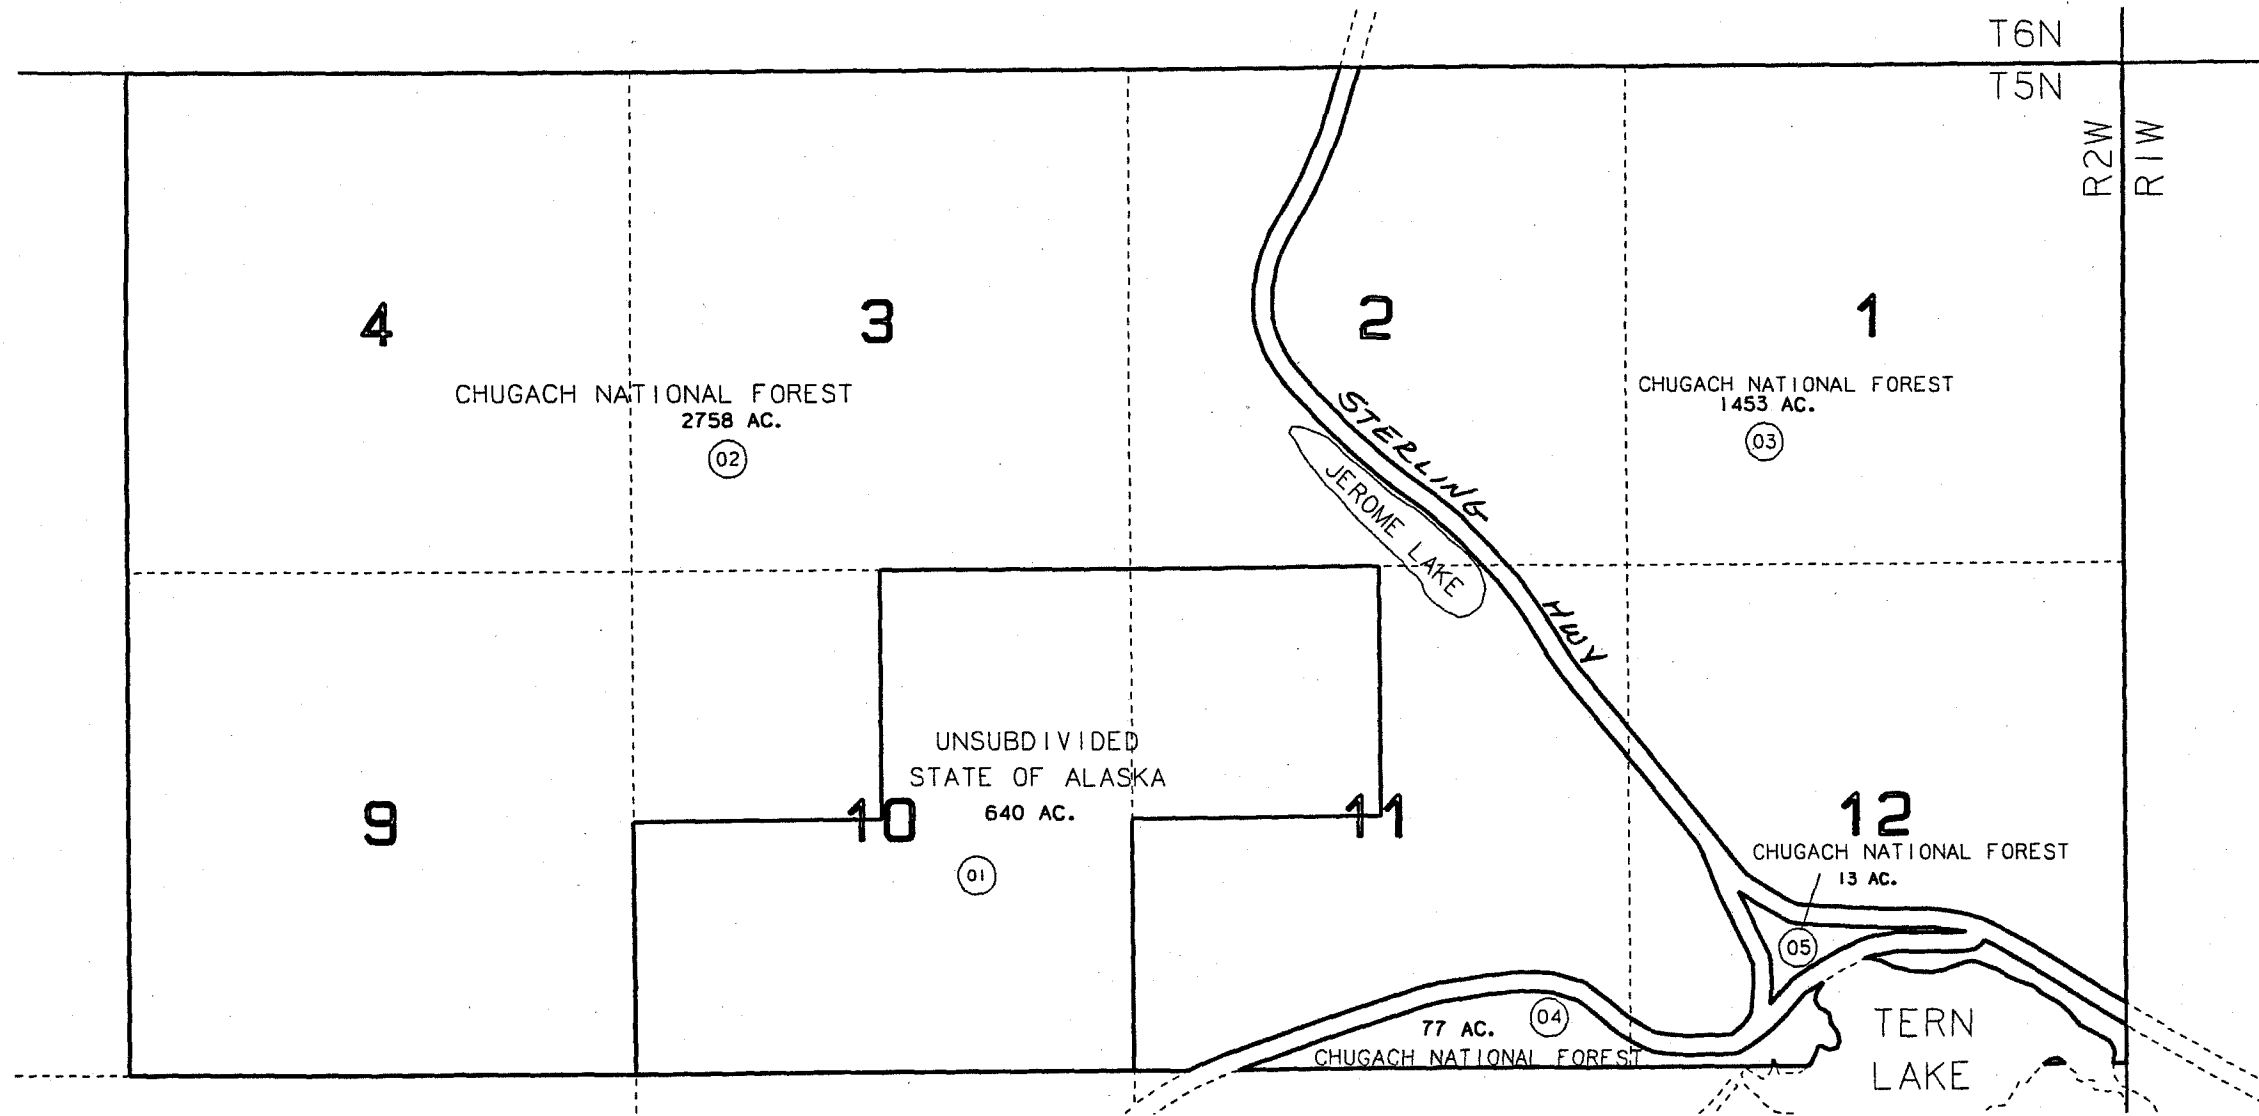 T6N
T5N
R2W
R1W
4
3
2
1
CHUGACH NATIONAL FOREST
2758 AC.
02
CHUGACH NATIONAL FOREST
1453 AC.
03
STERLING
HWY
JEROME LAKE
UNSUBDIVIDED
STATE OF ALASKA
640 AC.
01
9
10
11
12
CHUGACH NATIONAL FOREST
13 AC.
05
77 AC.
04
CHUGACH NATIONAL FOREST
TERN
LAKE